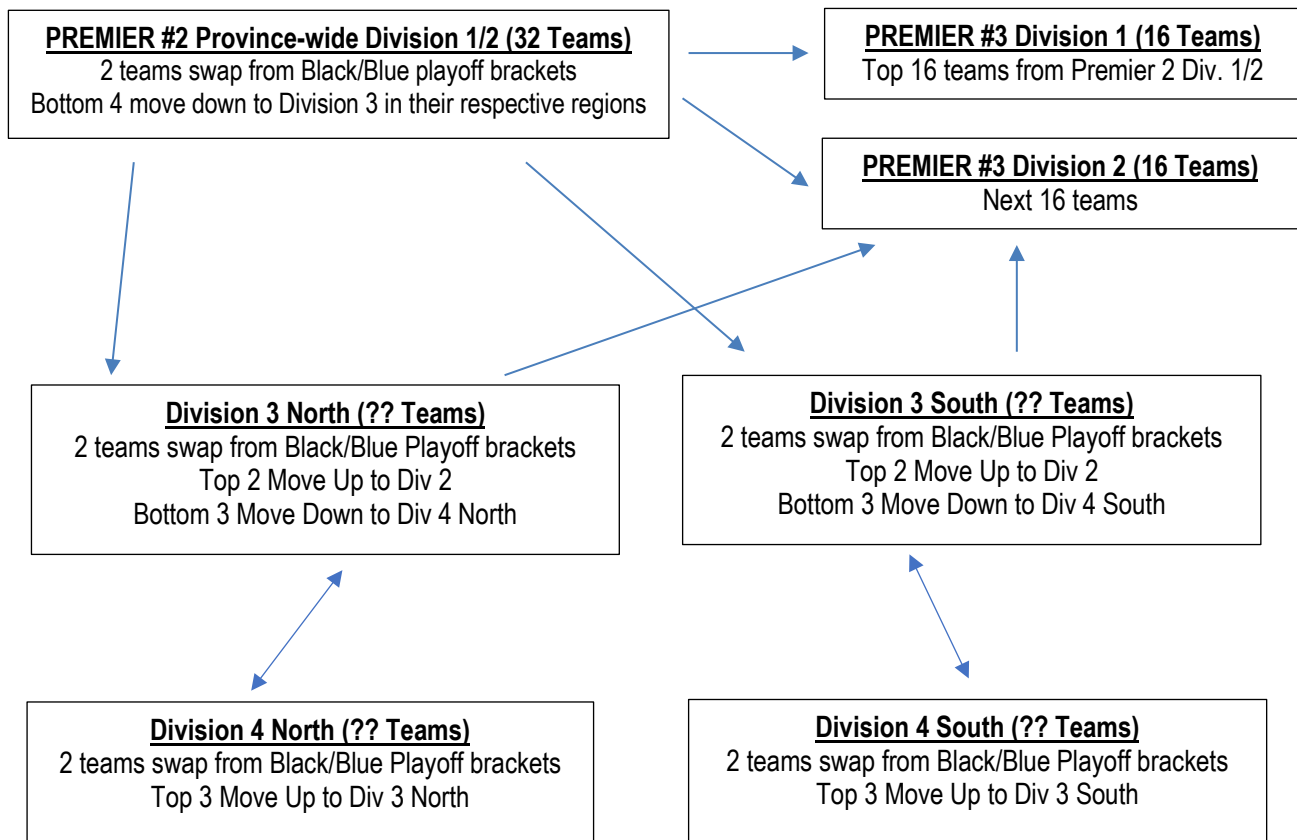 PREMIER #2 Province-wide Division 1/2 (32 Teams)
2 teams swap from Black/Blue playoff brackets
Bottom 4 move down to Division 3 in their respective regions
PREMIER #3 Division 1 (16 Teams)
Top 16 teams from Premier 2 Div. 1/2
PREMIER #3 Division 2 (16 Teams)
Next 16 teams
Division 3 North (?? Teams)
2 teams swap from Black/Blue Playoff brackets
Top 2 Move Up to Div 2
Bottom 3 Move Down to Div 4 North
Division 3 South (?? Teams)
2 teams swap from Black/Blue Playoff brackets
Top 2 Move Up to Div 2
Bottom 3 Move Down to Div 4 South
Division 4 North (?? Teams)
2 teams swap from Black/Blue Playoff brackets
Top 3 Move Up to Div 3 North
Division 4 South (?? Teams)
2 teams swap from Black/Blue Playoff brackets
Top 3 Move Up to Div 3 South